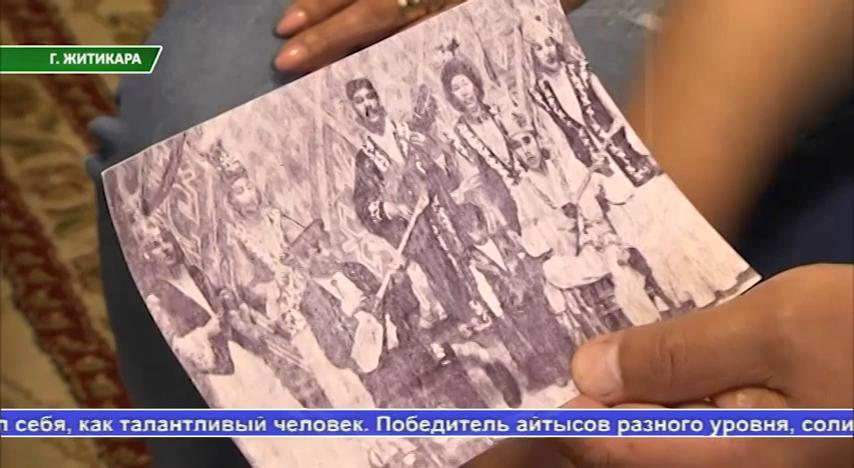 Г. ЖИТИКАРА
л себя, как талантливый человек. Победитель айтысов разного уровня, соли